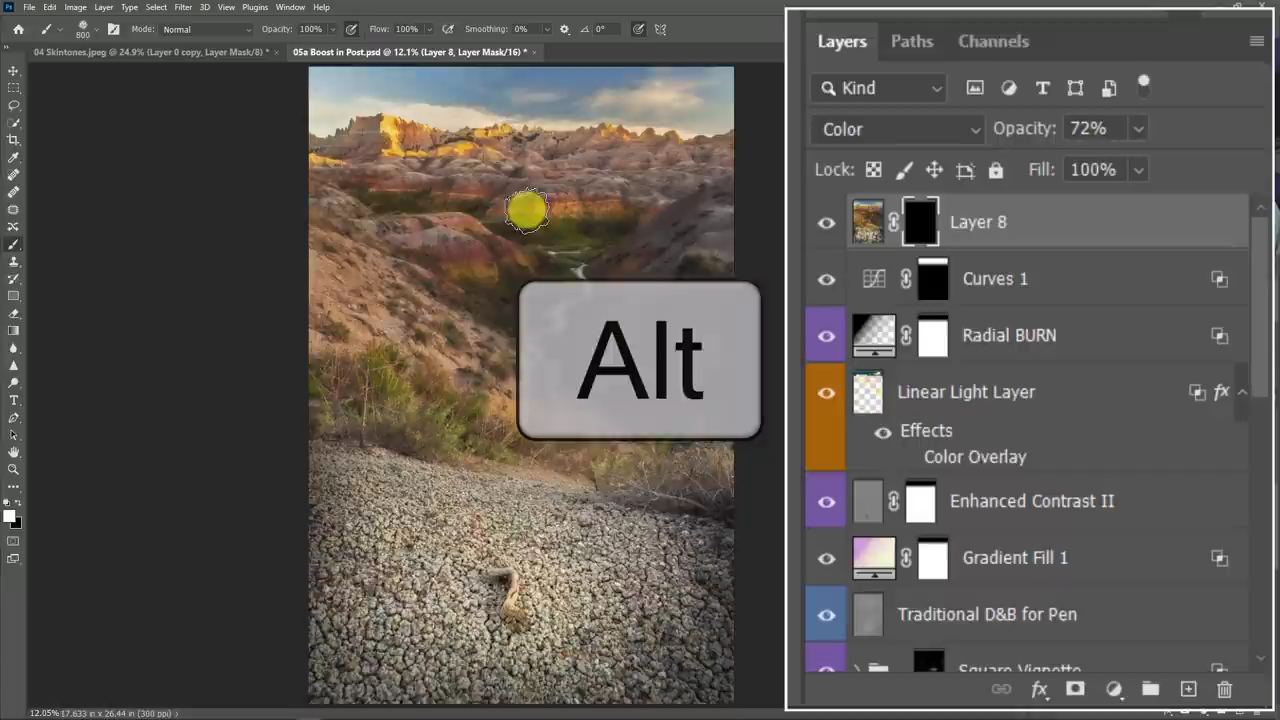 File Edit Image Layer Type Select Filter 3D View Plugins Window Help
800 Mode: Normal Opacity: 100% Flow: 100% Smoothing: 0% 0°
04 Skintones.jpeg @ 24.9% (Layer 0 copy, Layer Mask/8) * × 05a Boost in Post.psd @ 12.1% (Layer 8, Layer Mask/16) * ×
Alt
12.05% 17.633 in x 26.44 in (300 ppi)
Layers Paths Channels
Kind
Color Opacity: 72%
Lock: Fill: 100%
Layer 8
Curves 1
Radial BURN
Linear Light Layer fx
Effects
Color Overlay
Enhanced Contrast II
Gradient Fill 1
Traditional D&B for Pen
Square Vignette
fx